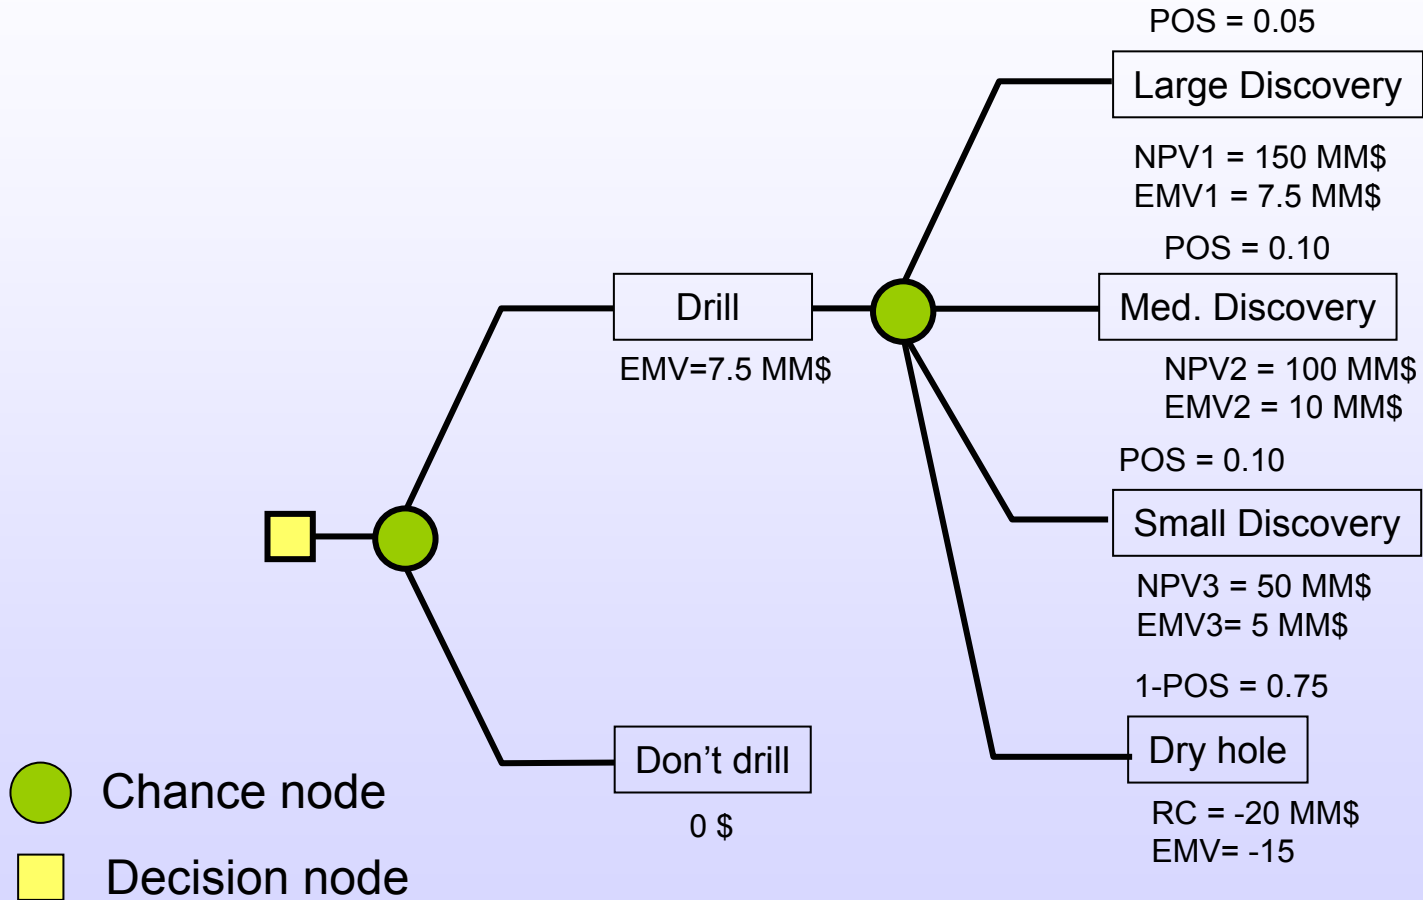 POS = 0.05
Large Discovery
NPV1 = 150 MM$
EMV1 = 7.5 MM$
POS = 0.10
Drill
Med. Discovery
EMV=7.5 MM$
NPV2 = 100 MM$
EMV2 = 10 MM$
POS = 0.10
Small Discovery
NPV3 = 50 MM$
EMV3= 5 MM$
1-POS = 0.75
Don’t drill
Dry hole
0 $
RC = -20 MM$
EMV= -15
Chance node
Decision node